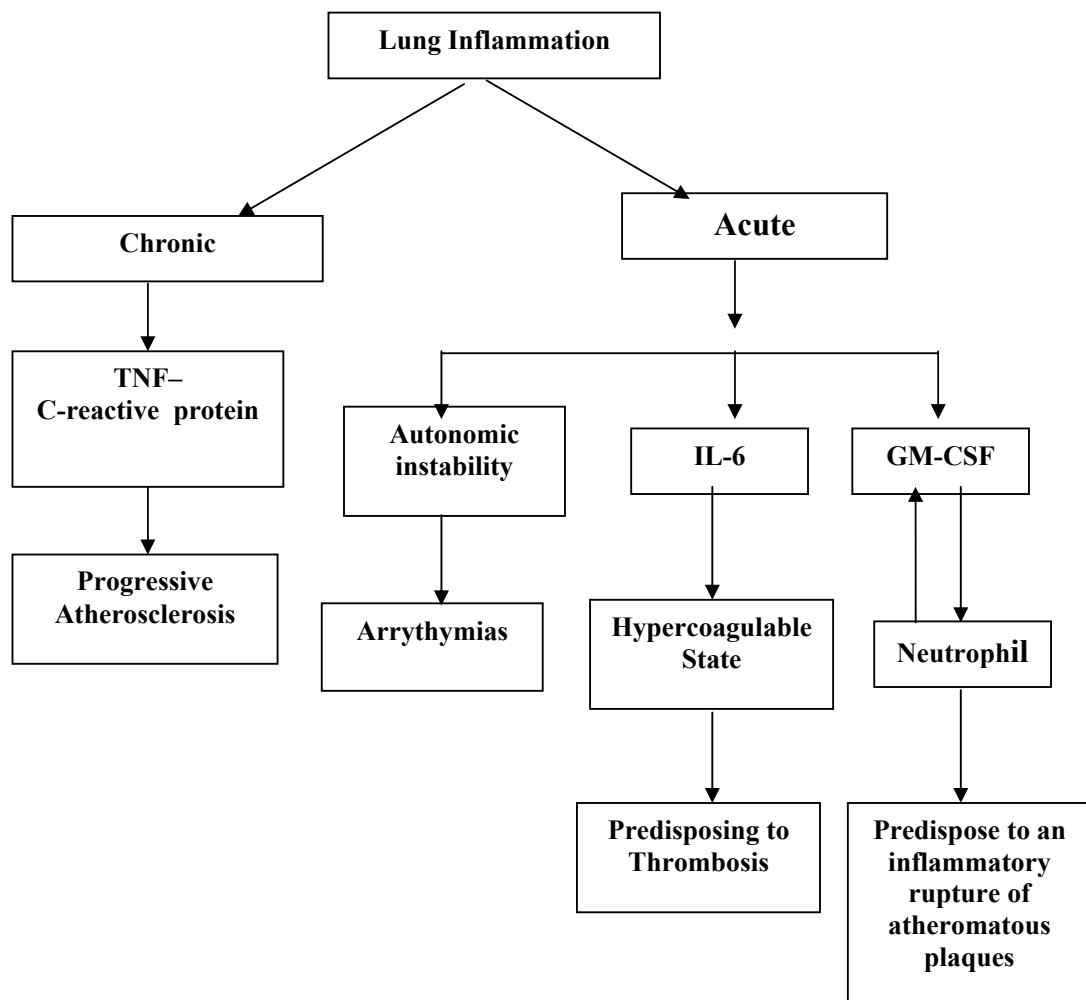 Lung Inflammation
Chronic
Acute
TNF–
C-reactive protein
Autonomic
instability
IL-6
GM-CSF
Progressive
Atherosclerosis
Arrythymias
Hypercoagulable
State
Neutrophil
Predisposing to
Thrombosis
Predispose to an
inflammatory
rupture of
atheromatous
plaques